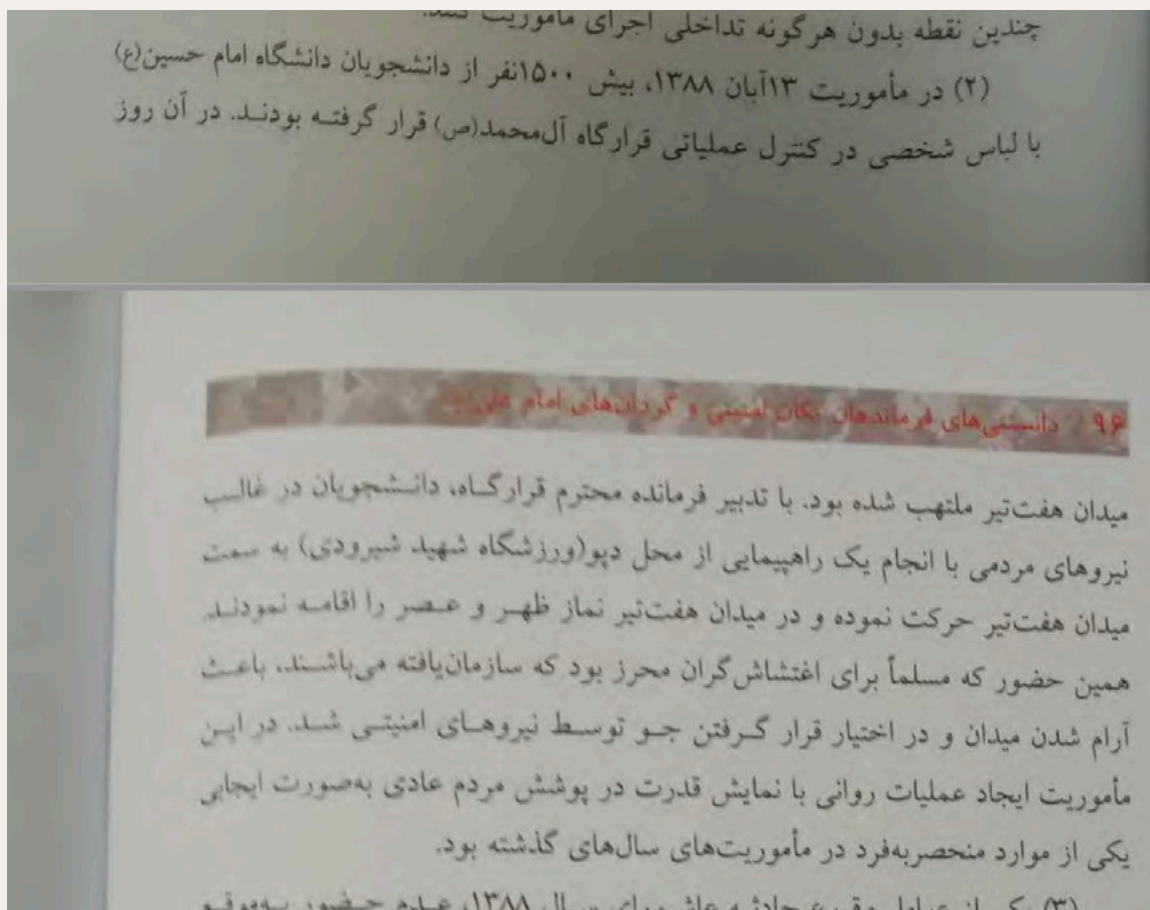 چندین نقطه بدون هرگونه تداخلی اجرای مأموریت کنند.
(۲) در مأموریت ۱۳آبان ۱۳۸۸، بیش ۱۵۰۰نفر از دانشجویان دانشگاه امام حسین(ع)
با لباس شخصی در کنترل عملیاتی قرارگاه آل‌محمد(ص) قرار گرفته بودند. در آن روز
۹۶ / دانستنی‌های فرماندهان یگان امنیتی و گردان‌های امام علی
میدان هفت‌تیر ملتهب شده بود. با تدبیر فرمانده محترم قرارگاه، دانشجویان در غالب
نیروهای مردمی با انجام یک راهپیمایی از محل دپو(ورزشگاه شهید شیرودی) به سمت
میدان هفت‌تیر حرکت نموده و در میدان هفت‌تیر نماز ظهر و عصر را اقامه نمودند.
همین حضور که مسلماً برای اغتشاش‌گران محرز بود که سازمان‌یافته می‌باشند، باعث
آرام شدن میدان و در اختیار قرار گرفتن جو توسط نیروهای امنیتی شد. در این
مأموریت ایجاد عملیات روانی با نمایش قدرت در پوشش مردم عادی به‌صورت ایجابی
یکی از موارد منحصربه‌فرد در مأموریت‌های سال‌های گذشته بود.
(۳) یکی از عوامل وقوع حادثه عاشورای سال ۱۳۸۸، عدم حضور به‌موقع